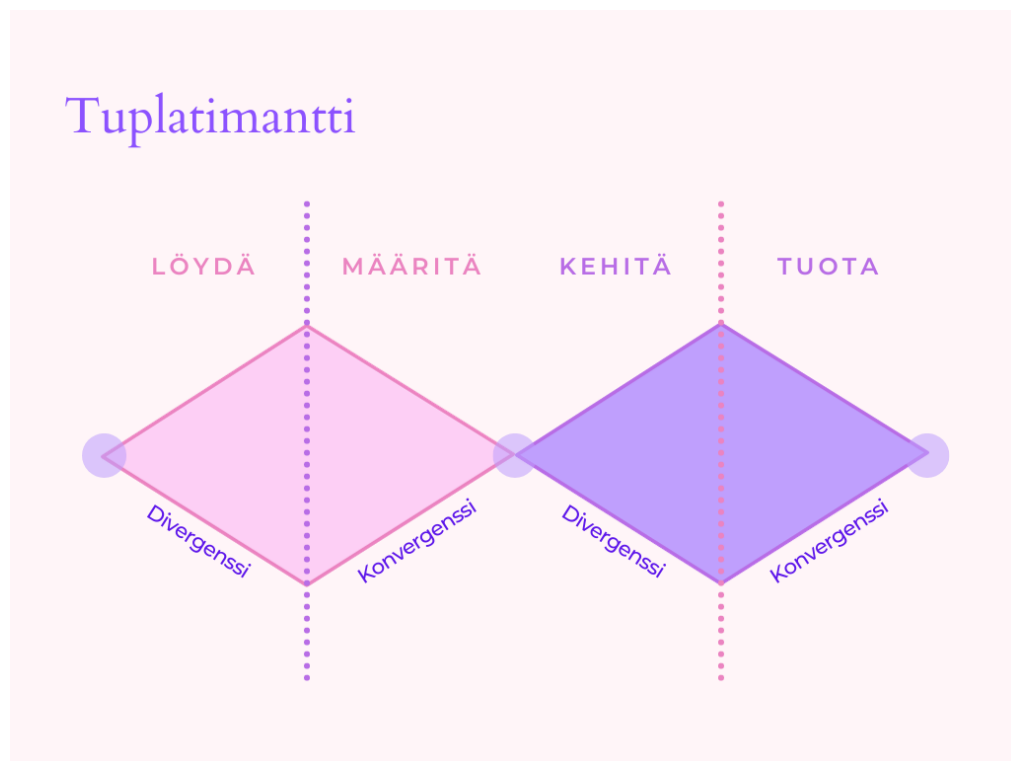 Tuplatimantti
LÖYDÄ
MÄÄRITÄ
KEHITÄ
TUOTA
Divergenssi
Konvergenssi
Divergenssi
Konvergenssi